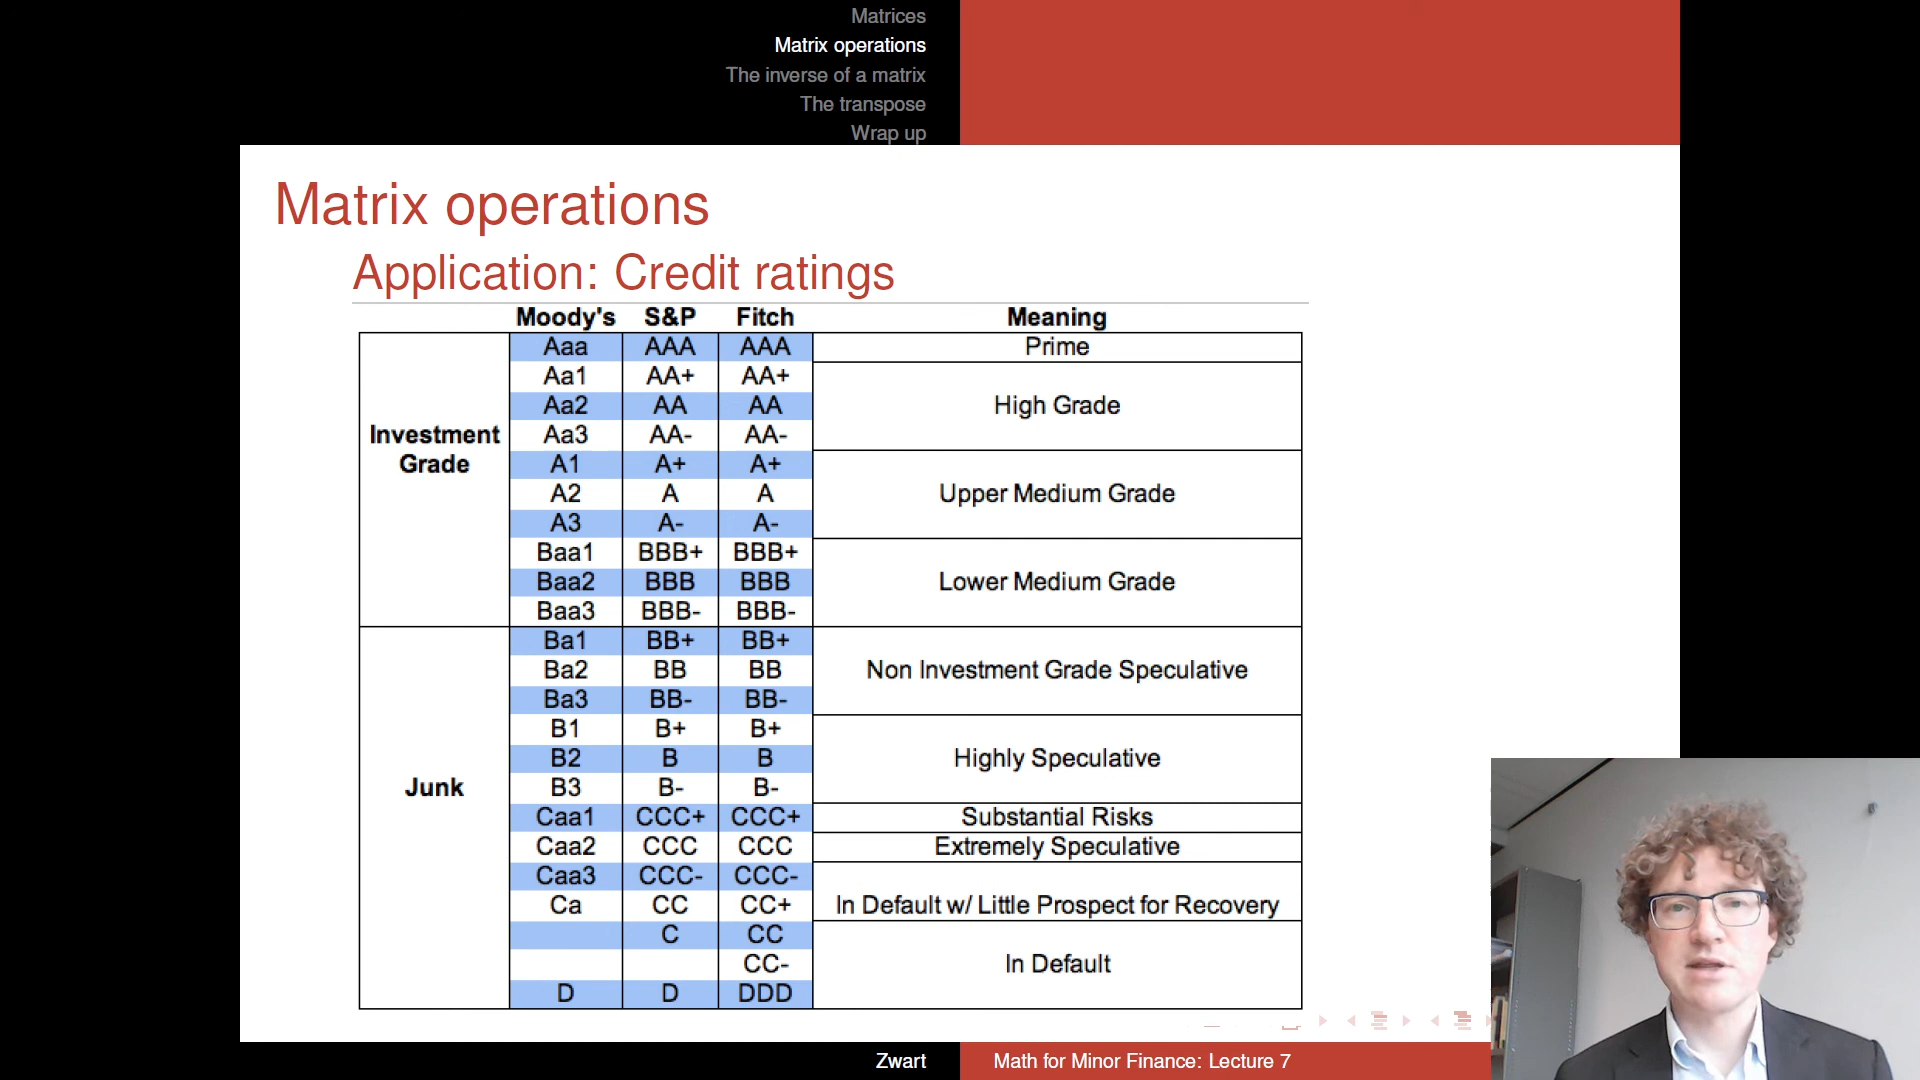 Matrices
Matrix operations
The inverse of a matrix
The transpose
Wrap up
Matrix operations
Application: Credit ratings
Moody's S&P Fitch Meaning
Aaa AAA AAA Prime
Aa1 AA+ AA+
Aa2 AA AA High Grade
Investment Aa3 AA- AA-
Grade A1 A+ A+
A2 A A Upper Medium Grade
A3 A- A-
Baa1 BBB+ BBB+
Baa2 BBB BBB Lower Medium Grade
Baa3 BBB- BBB-
Ba1 BB+ BB+
Ba2 BB BB Non Investment Grade Speculative
Ba3 BB- BB-
B1 B+ B+
B2 B B Highly Speculative
Junk B3 B- B-
Caa1 CCC+ CCC+ Substantial Risks
Caa2 CCC CCC Extremely Speculative
Caa3 CCC- CCC-
Ca CC CC+ In Default w/ Little Prospect for Recovery
C CC
CC- In Default
D D DDD
Zwart Math for Minor Finance: Lecture 7